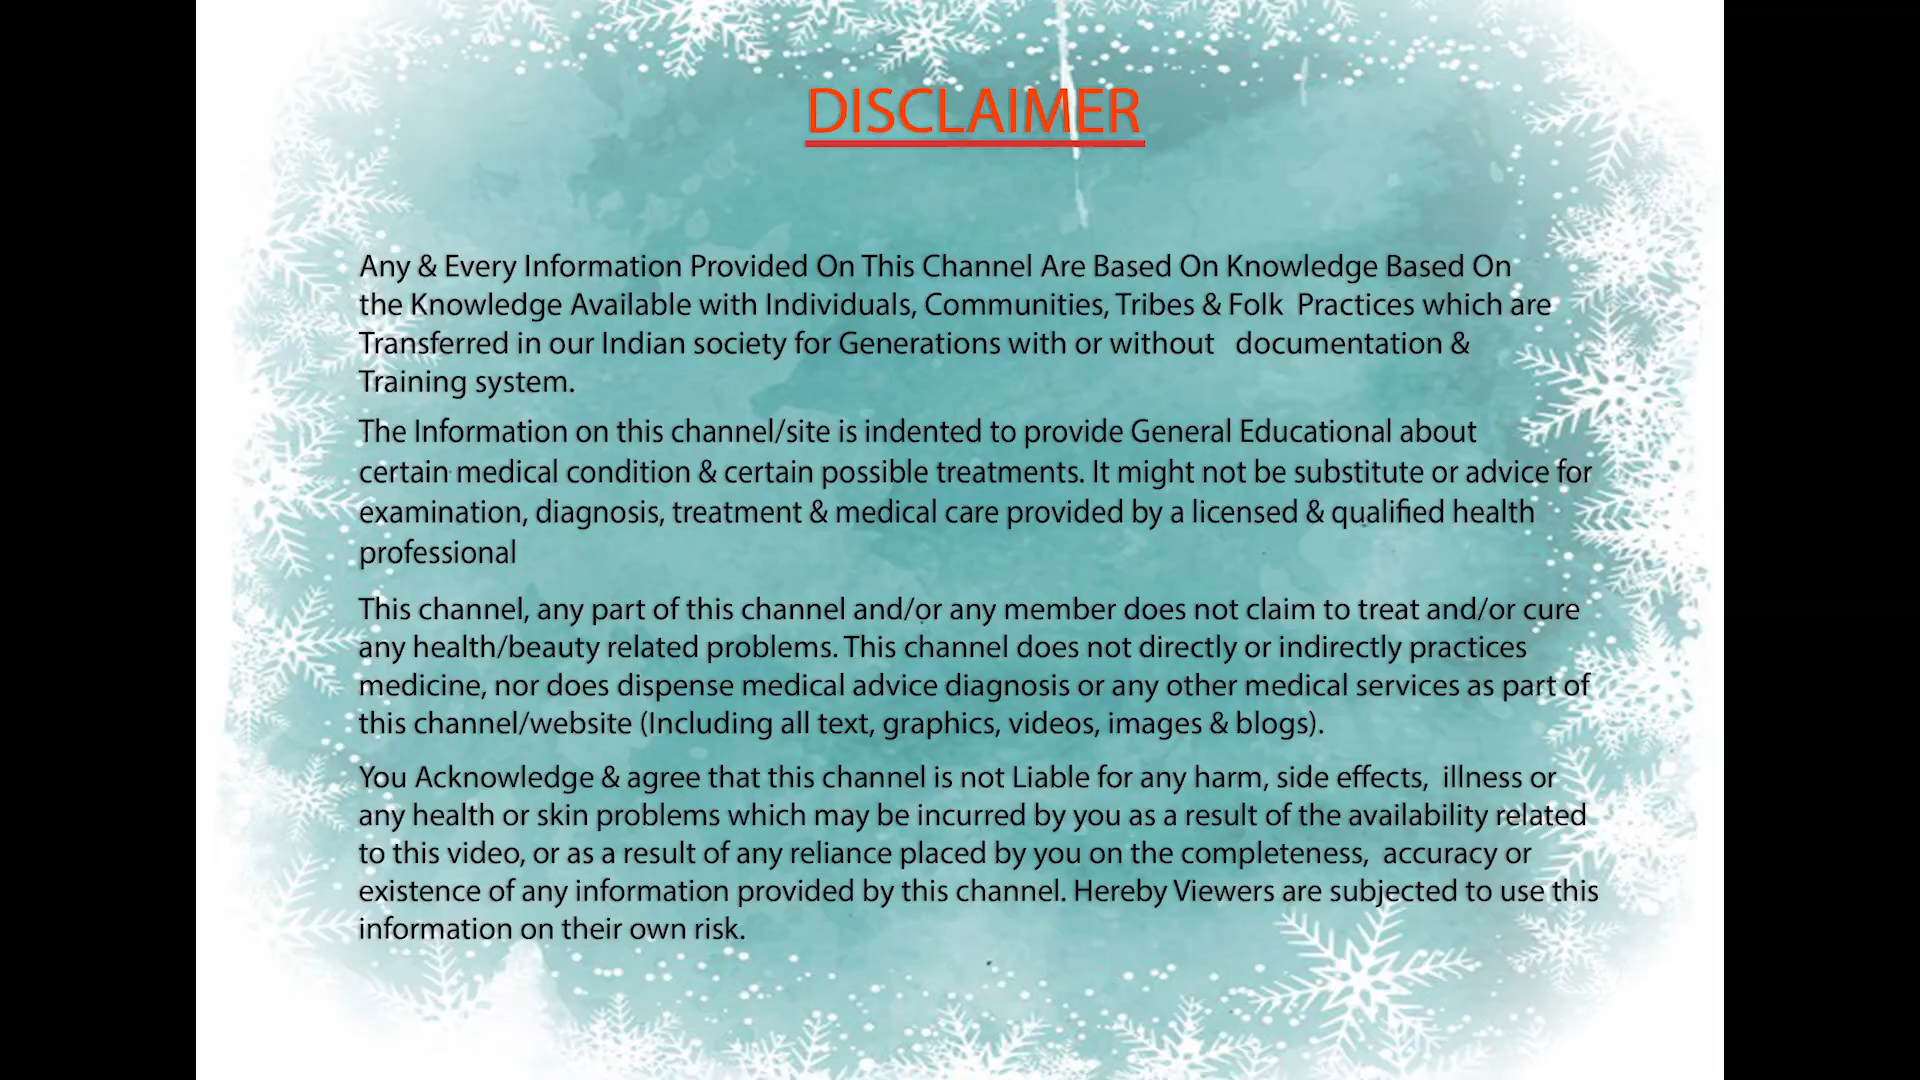 DISCLAIMER
Any & Every Information Provided On This Channel Are Based On Knowledge Based On
the Knowledge Available with Individuals, Communities, Tribes & Folk Practices which are
Transferred in our Indian society for Generations with or without documentation &
Training system.
The Information on this channel/site is indented to provide General Educational about
certain medical condition & certain possible treatments. It might not be substitute or advice for
examination, diagnosis, treatment & medical care provided by a licensed & qualified health
professional
This channel, any part of this channel and/or any member does not claim to treat and/or cure
any health/beauty related problems. This channel does not directly or indirectly practices
medicine, nor does dispense medical advice diagnosis or any other medical services as part of
this channel/website (Including all text, graphics, videos, images & blogs).
You Acknowledge & agree that this channel is not Liable for any harm, side effects, illness or
any health or skin problems which may be incurred by you as a result of the availability related
to this video, or as a result of any reliance placed by you on the completeness, accuracy or
existence of any information provided by this channel. Hereby Viewers are subjected to use this
information on their own risk.